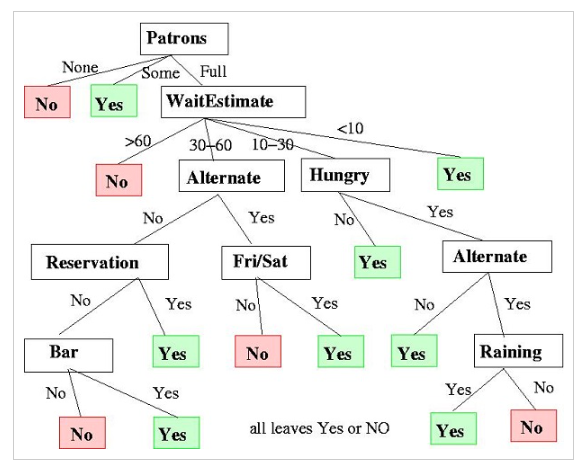 Patrons
None Some Full
No Yes WaitEstimate
>60 30–60 10–30 <10
No Alternate Hungry Yes
No Yes No Yes
Reservation Fri/Sat Yes Alternate
No Yes No Yes No Yes
Bar Yes No Yes Yes Raining
No Yes Yes No
No Yes all leaves Yes or NO Yes No